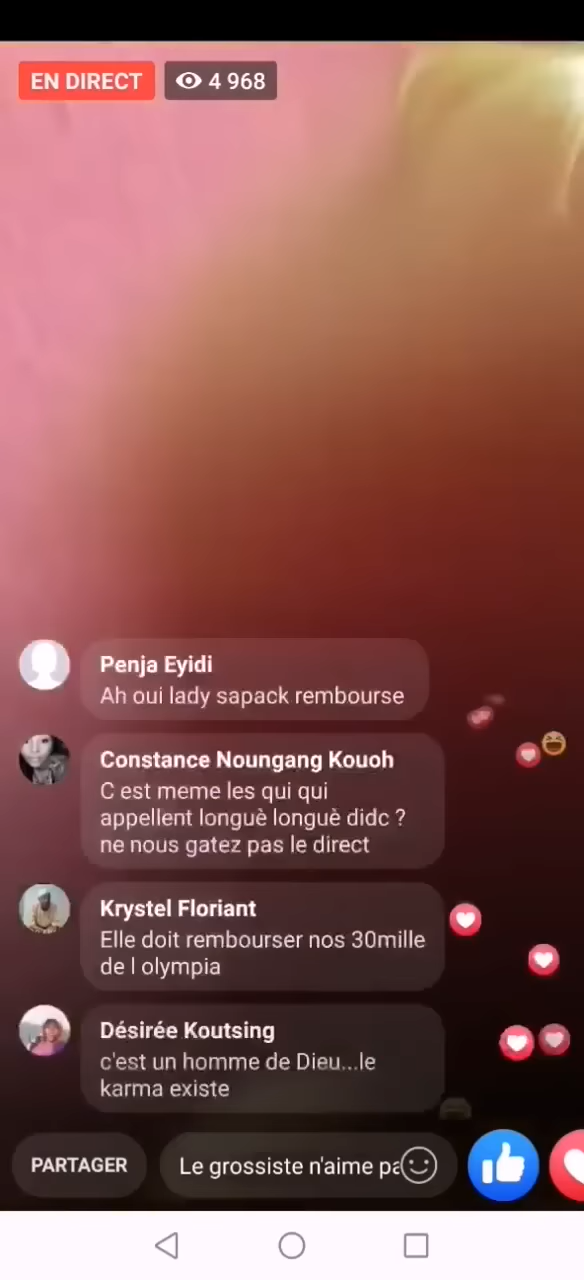 EN DIRECT
4 968
Penja Eyidi
Ah oui lady sapack rembourse
Constance Noungang Kouoh
C est meme les qui qui
appellent longuè longuè didc ?
ne nous gatez pas le direct
Krystel Floriant
Elle doit rembourser nos 30mille
de l olympia
Désirée Koutsing
c'est un homme de Dieu...le
karma existe
PARTAGER
Le grossiste n'aime pa